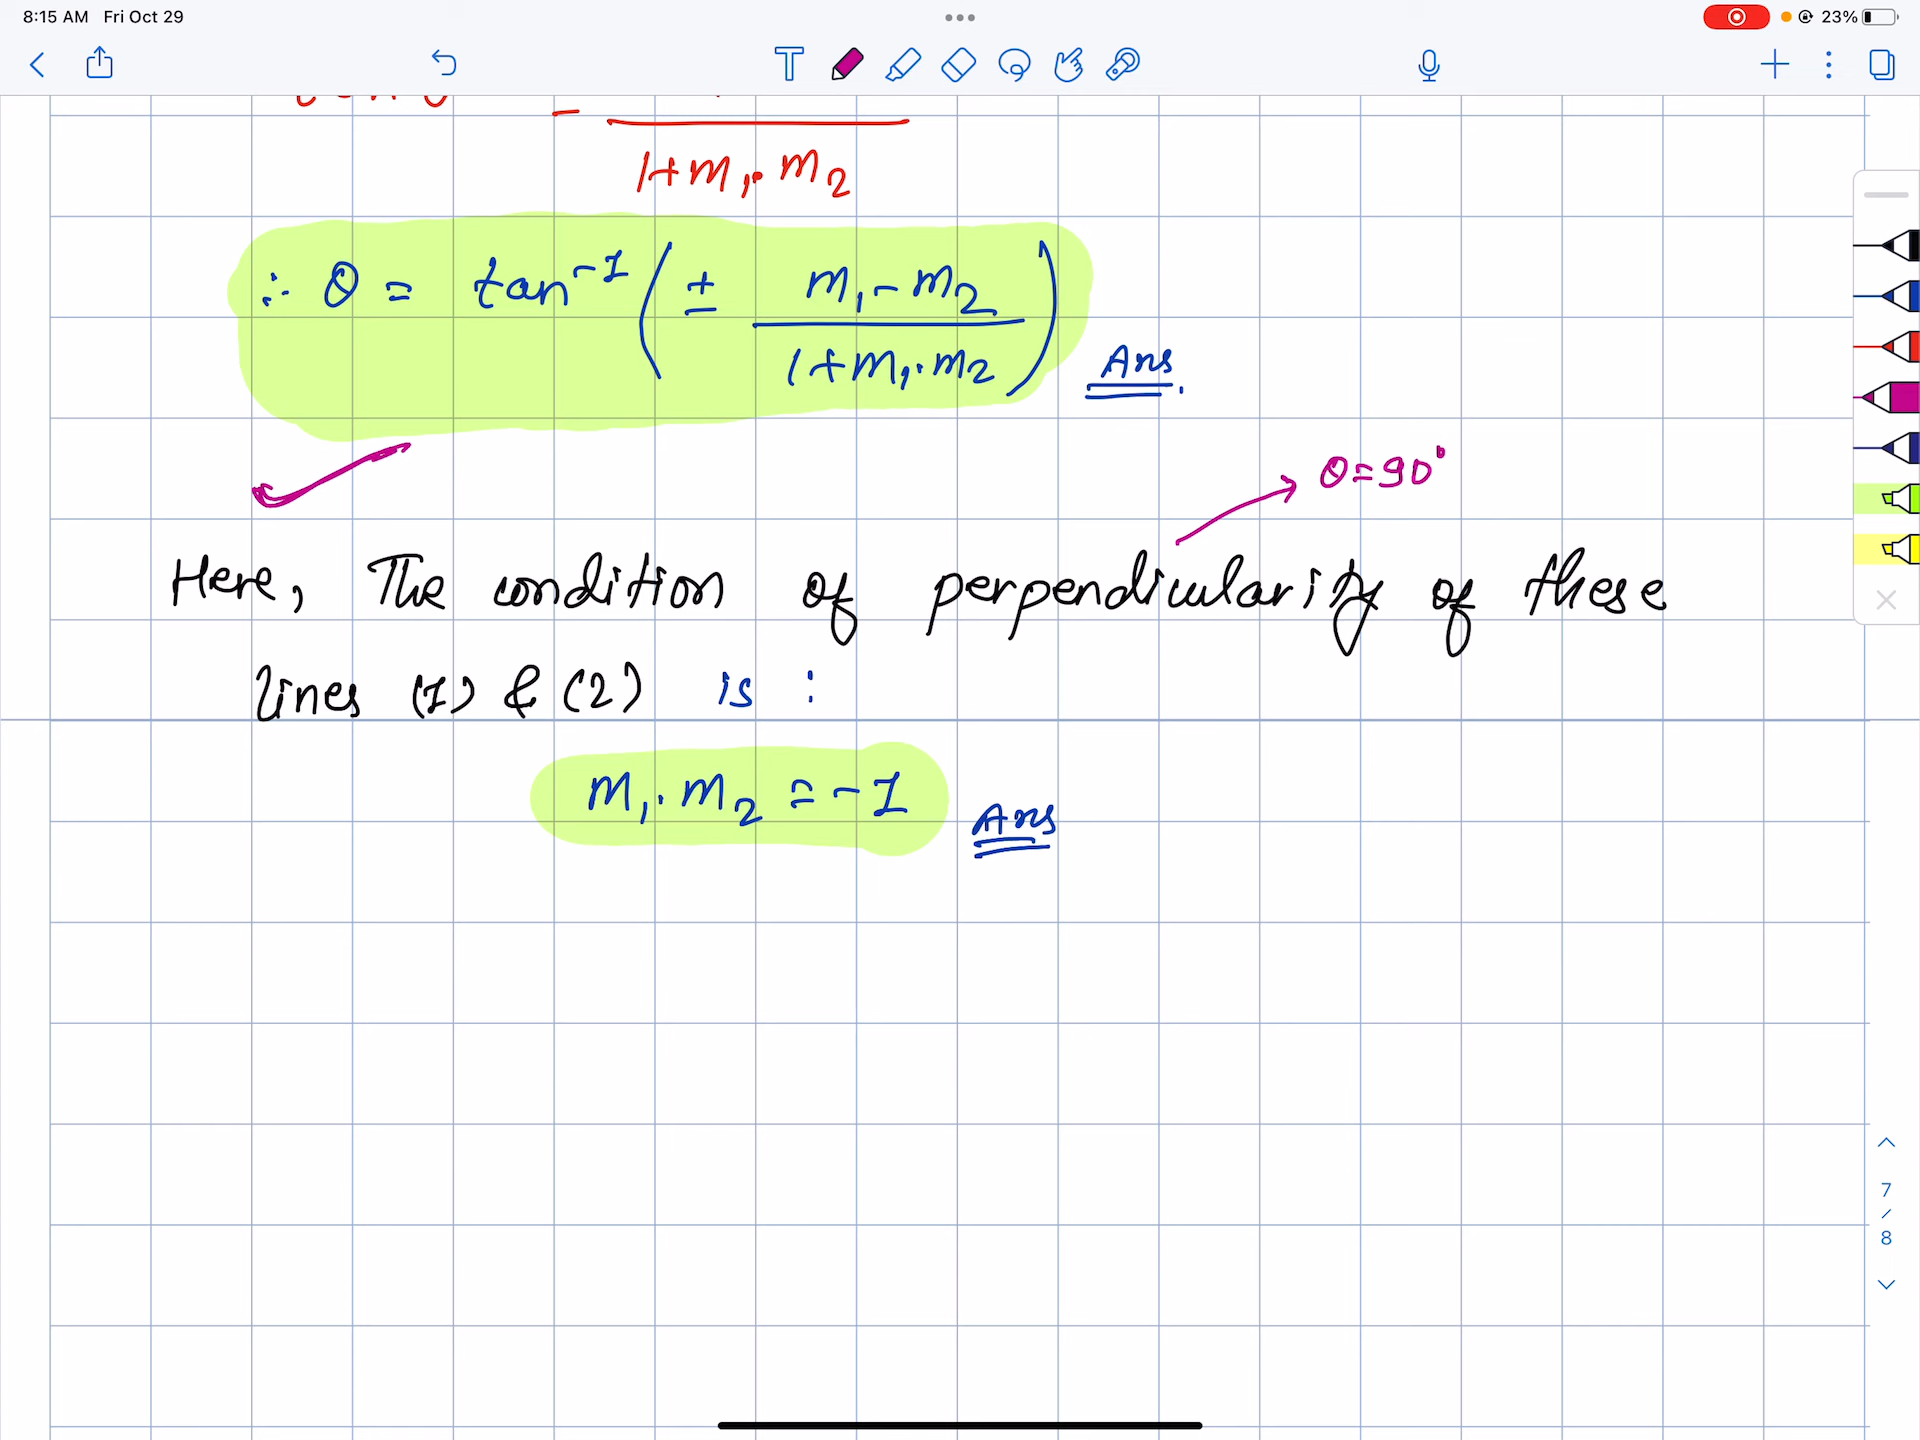 8:15 AM Fri Oct 29
23%
1+m₁.m₂
∴ θ = tan⁻¹ ( ± m₁-m₂ / 1+m₁.m₂ ) Ans.
θ=90°
Here, The condition of perpendicularity of these
lines (1) & (2) is :
m₁.m₂ = -1 Ans
7
/
8